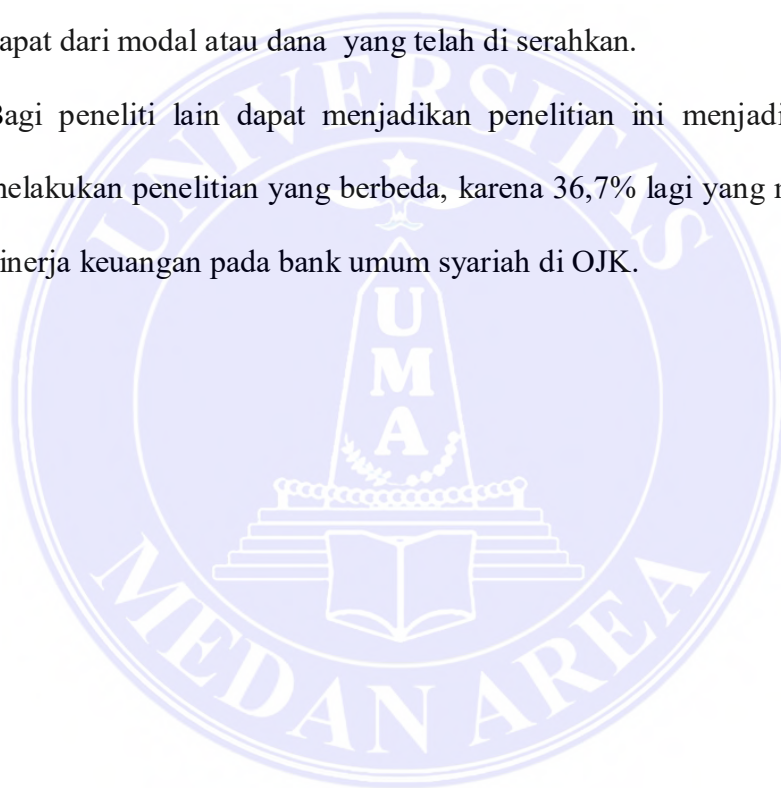 apat dari modal atau dana yang telah di serahkan.
Bagi peneliti lain dapat menjadikan penelitian ini menjadi
melakukan penelitian yang berbeda, karena 36,7% lagi yang
inerja keuangan pada bank umum syariah di OJK.
UNIVERSITAS
U
M
A
MEDAN AREA